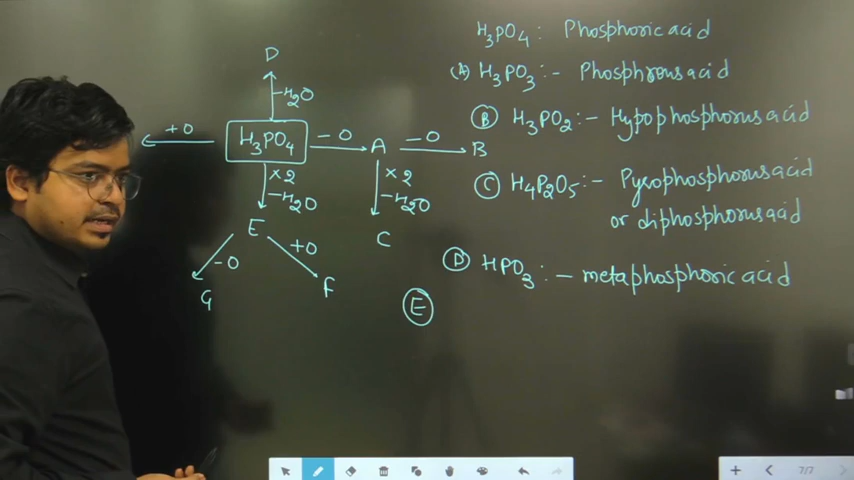 H3PO4 : Phosphoric acid
(A) H3PO3 :- Phosphrous acid
(B) H3PO2 :- Hypophosphorus acid
(C) H4P2O5 :- Pyrophosphorus acid
or diphosphorus acid
(D) HPO3 :- metaphosphoric acid
(E)
D
-H2O
+O
H3PO4
-O
A
-O
B
×2
-H2O
×2
-H2O
E
C
-O
+O
G
F
7/7